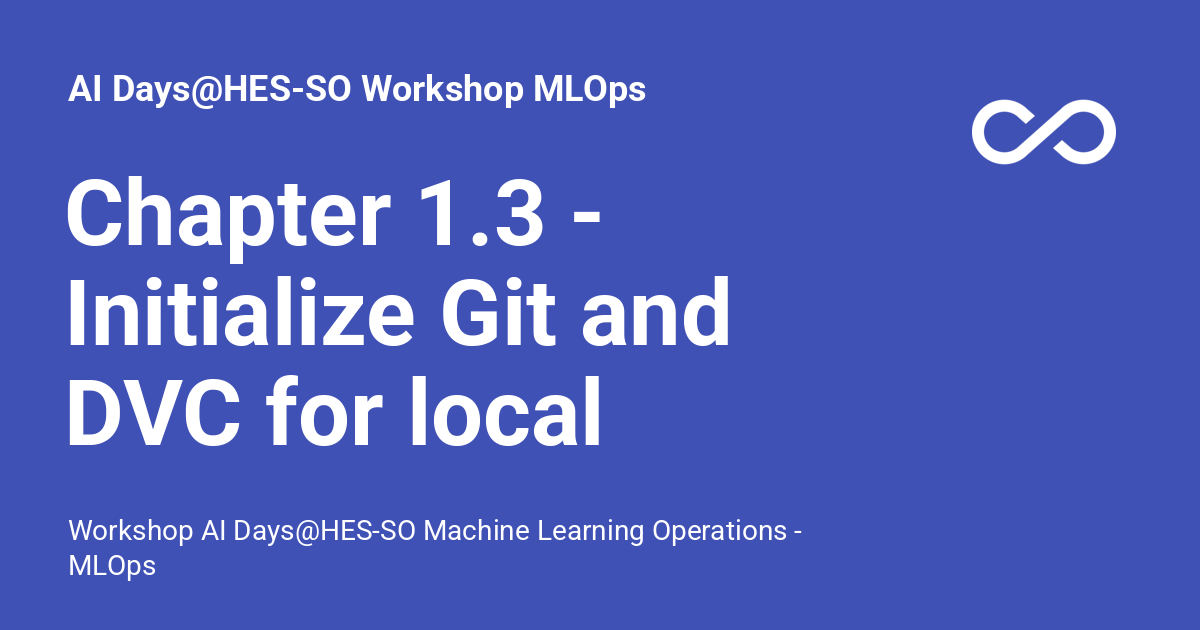 AI Days@HES-SO Workshop MLOps
Chapter 1.3 -
Initialize Git and
DVC for local
Workshop AI Days@HES-SO Machine Learning Operations -
MLOps